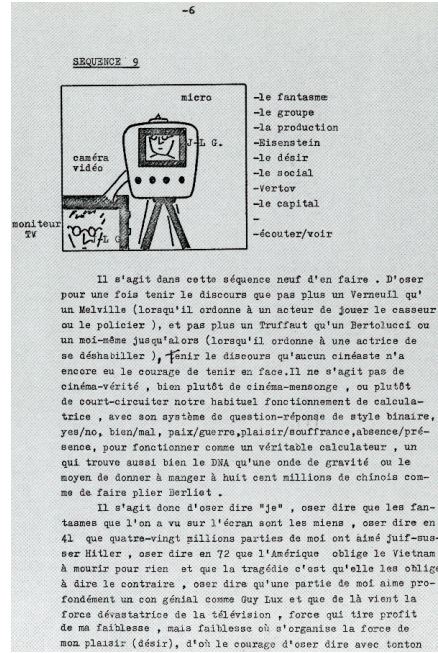 -6
SEQUENCE 9
micro
J-L G.
caméra
vidéo
moniteur
TV
J-L G
-le fantasme
-le groupe
-la production
-Eisenstein
-le désir
-le social
-Vertov
-le capital
-
-écouter/voir
Il s'agit dans cette séquence neuf d'en faire . D'oser
pour une fois tenir le discours que pas plus un Verneuil qu'
un Melville (lorsqu'il ordonne à un acteur de jouer le casseur
ou le policier ), et pas plus un Truffaut qu'un Bertolucci ou
un moi-même jusqu'alors (lorsqu'il ordonne à une actrice de
se déshabiller ), tenir le discours qu'aucun cinéaste n'a
encore eu le courage de tenir en face.Il ne s'agit pas de
cinéma-vérité , bien plutôt de cinéma-mensonge , ou plutôt
de court-circuiter notre habituel fonctionnement de calcula-
trice , avec son système de question-réponse de style binaire,
yes/no, bien/mal, paix/guerre,plaisir/souffrance,absence/pré-
sence, pour fonctionner comme un véritable calculateur , un
qui trouve aussi bien le DNA qu'une onde de gravité ou le
moyen de donner à manger à huit cent millions de chinois com-
me de faire plier Berliet .
Il s'agit donc d'oser dire "je" , oser dire que les fan-
tasmes que l'on a vu sur l'écran sont les miens , oser dire en
41 que quatre-vingt millions parties de moi ont aimé juif-sus-
ser Hitler , oser dire en 72 que l'Amérique oblige le Vietnam
à mourir pour rien et que la tragédie c'est qu'elle les oblige
à dire le contraire , oser dire qu'une partie de moi aime pro-
fondément un con génial comme Guy Lux et que de là vient la
force dévastatrice de la télévision , force qui tire profit
de ma faiblesse , mais faiblesse où s'organise la force de
mon plaisir (désir), d'où le courage d'oser dire avec tonton